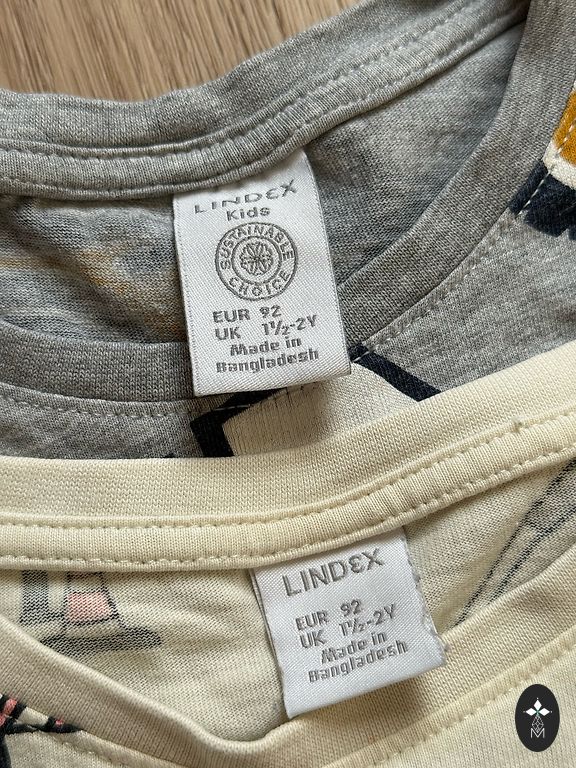 LINDEX
Kids
SUSTAINABLE
CHOICE
EUR 92
UK 1½-2Y
Made in
Bangladesh
LINDEX
EUR 92
UK 1½-2Y
Made in
Bangladesh
M